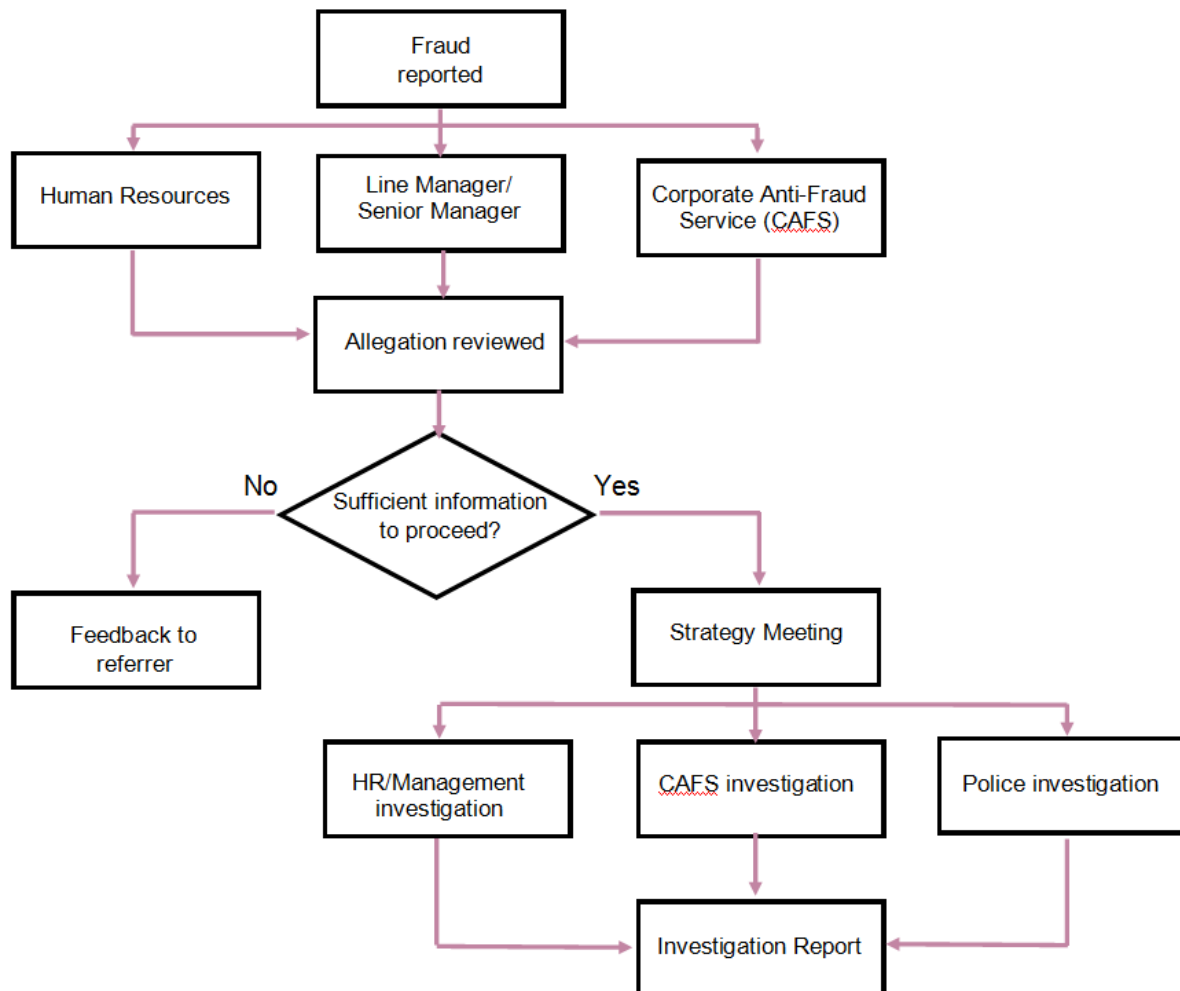 Fraud
reported
Human Resources
Line Manager/
Senior Manager
Corporate Anti-Fraud
Service (CAFS)
Allegation reviewed
No
Sufficient information
to proceed?
Yes
Feedback to
referrer
Strategy Meeting
HR/Management
investigation
CAFS investigation
Police investigation
Investigation Report